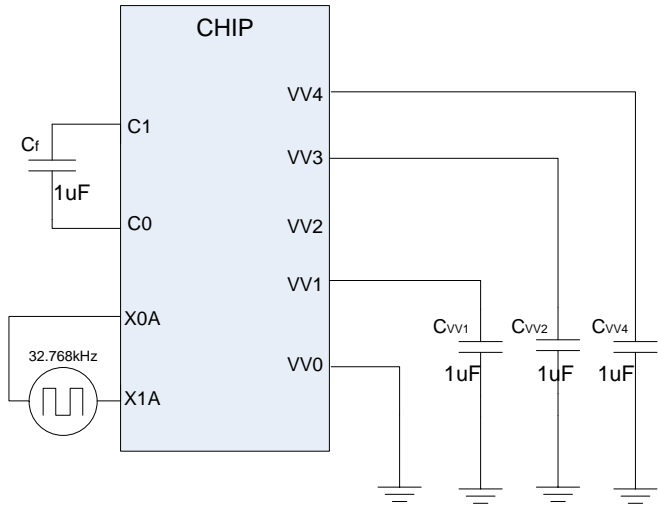 CHIP
VV4
C1
Cf
VV3
1uF
C0
VV2
VV1
X0A
CVV1
CVV2
CVV4
32.768kHz
VV0
1uF
1uF
1uF
X1A